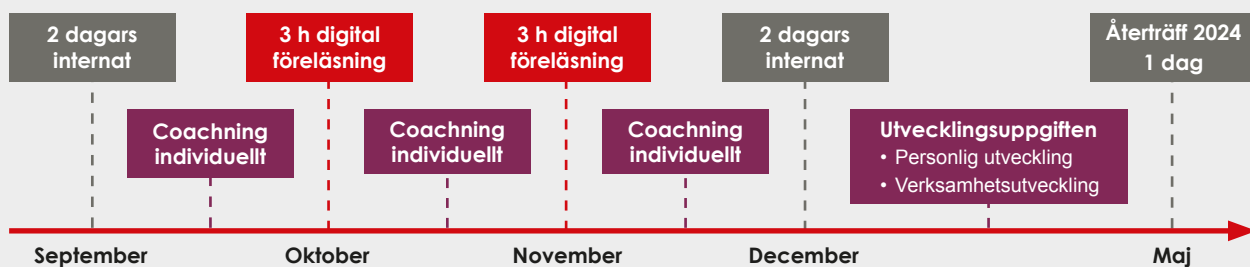 2 dagars
internat
3 h digital
föreläsning
3 h digital
föreläsning
2 dagars
internat
Återträff 2024
1 dag
Coachning
individuellt
Coachning
individuellt
Coachning
individuellt
Utvecklingsuppgiften
• Personlig utveckling
• Verksamhetsutveckling
September
Oktober
November
December
Maj